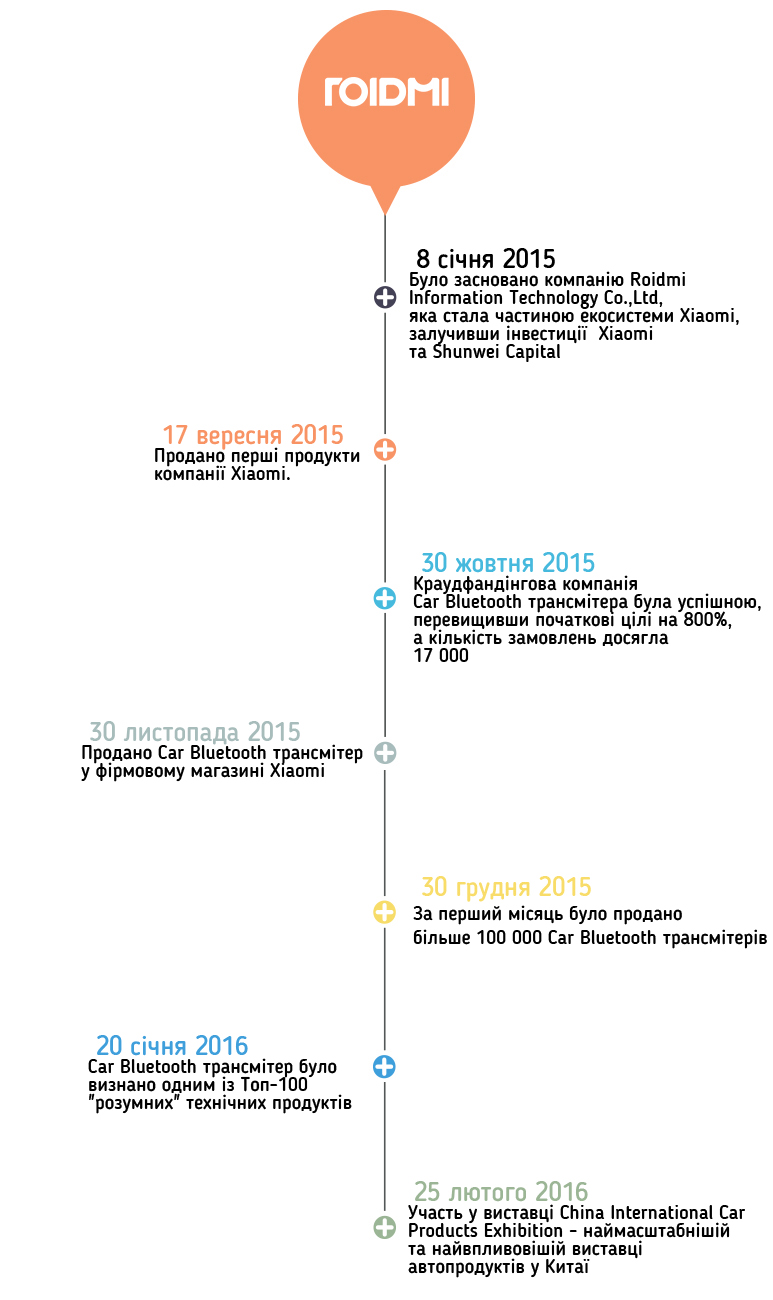 ROIDMI
8 січня 2015
Було засновано компанію Roidmi
Information Technology Co.,Ltd,
яка стала частиною екосистеми Xiaomi,
залучивши інвестиції Xiaomi
та Shunwei Capital
17 вересня 2015
Продано перші продукти
компанії Xiaomi.
30 жовтня 2015
Краудфандінгова компанія
Car Bluetooth трансмітера була успішною,
перевищивши початкові цілі на 800%,
а кількість замовлень досягла
17 000
30 листопада 2015
Продано Car Bluetooth трансмітер
у фірмовому магазині Xiaomi
30 грудня 2015
За перший місяць було продано
більше 100 000 Car Bluetooth трансмітерів
20 січня 2016
Car Bluetooth трансмітер було
визнано одним із Топ-100
"розумних" технічних продуктів
25 лютого 2016
Участь у виставці China International Car
Products Exhibition - наймасштабнішій
та найвпливовішій виставці
автопродуктів у Китаї